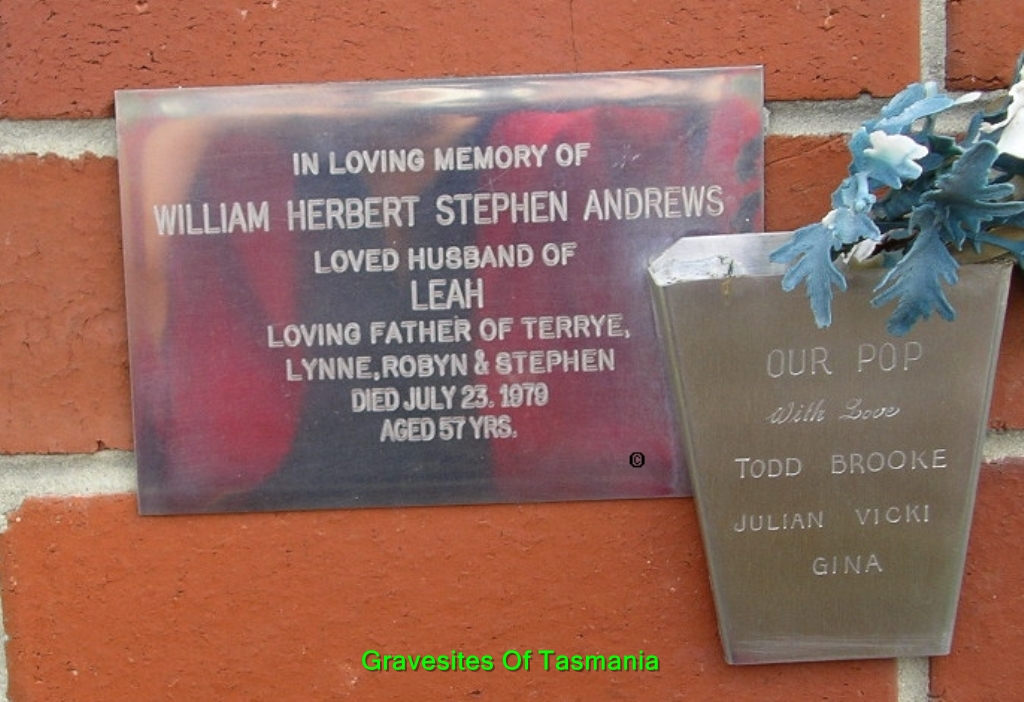 IN LOVING MEMORY OF
WILLIAM HERBERT STEPHEN ANDREWS
LOVED HUSBAND OF
LEAH
LOVING FATHER OF TERRYE,
LYNNE, ROBYN & STEPHEN
DIED JULY 23. 1979
AGED 57 YRS.
©
OUR POP
With Love
TODD BROOKE
JULIAN VICKI
GINA
Gravesites Of Tasmania